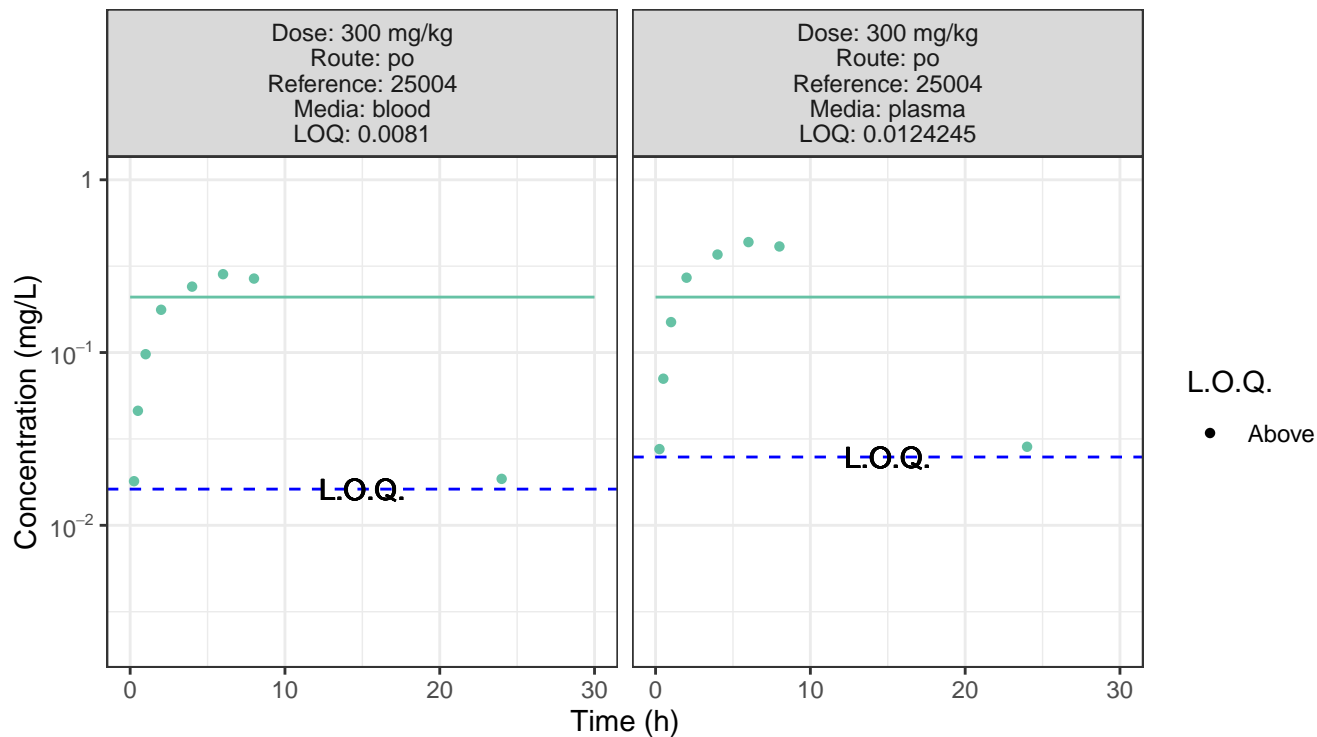 Dose: 300 mg/kg
Route: po
Reference: 25004
Media: blood
LOQ: 0.0081
Dose: 300 mg/kg
Route: po
Reference: 25004
Media: plasma
LOQ: 0.0124245
Concentration (mg/L)
1
10⁻¹
10⁻²
L.O.Q.
L.O.Q.
0 10 20 30
0 10 20 30
Time (h)
L.O.Q.
Above